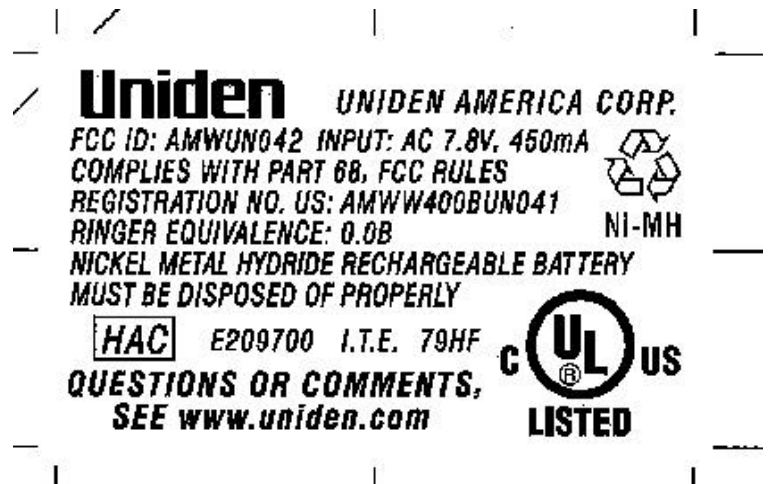 Uniden UNIDEN AMERICA CORP.
FCC ID: AMWUN042 INPUT: AC 7.8V, 450mA
COMPLIES WITH PART 68, FCC RULES
REGISTRATION NO. US: AMWW400BUN041
RINGER EQUIVALENCE: 0.0B
Ni-MH
NICKEL METAL HYDRIDE RECHARGEABLE BATTERY
MUST BE DISPOSED OF PROPERLY
HAC E209700 I.T.E. 79HF
C UL ® US
LISTED
QUESTIONS OR COMMENTS,
SEE www.uniden.com